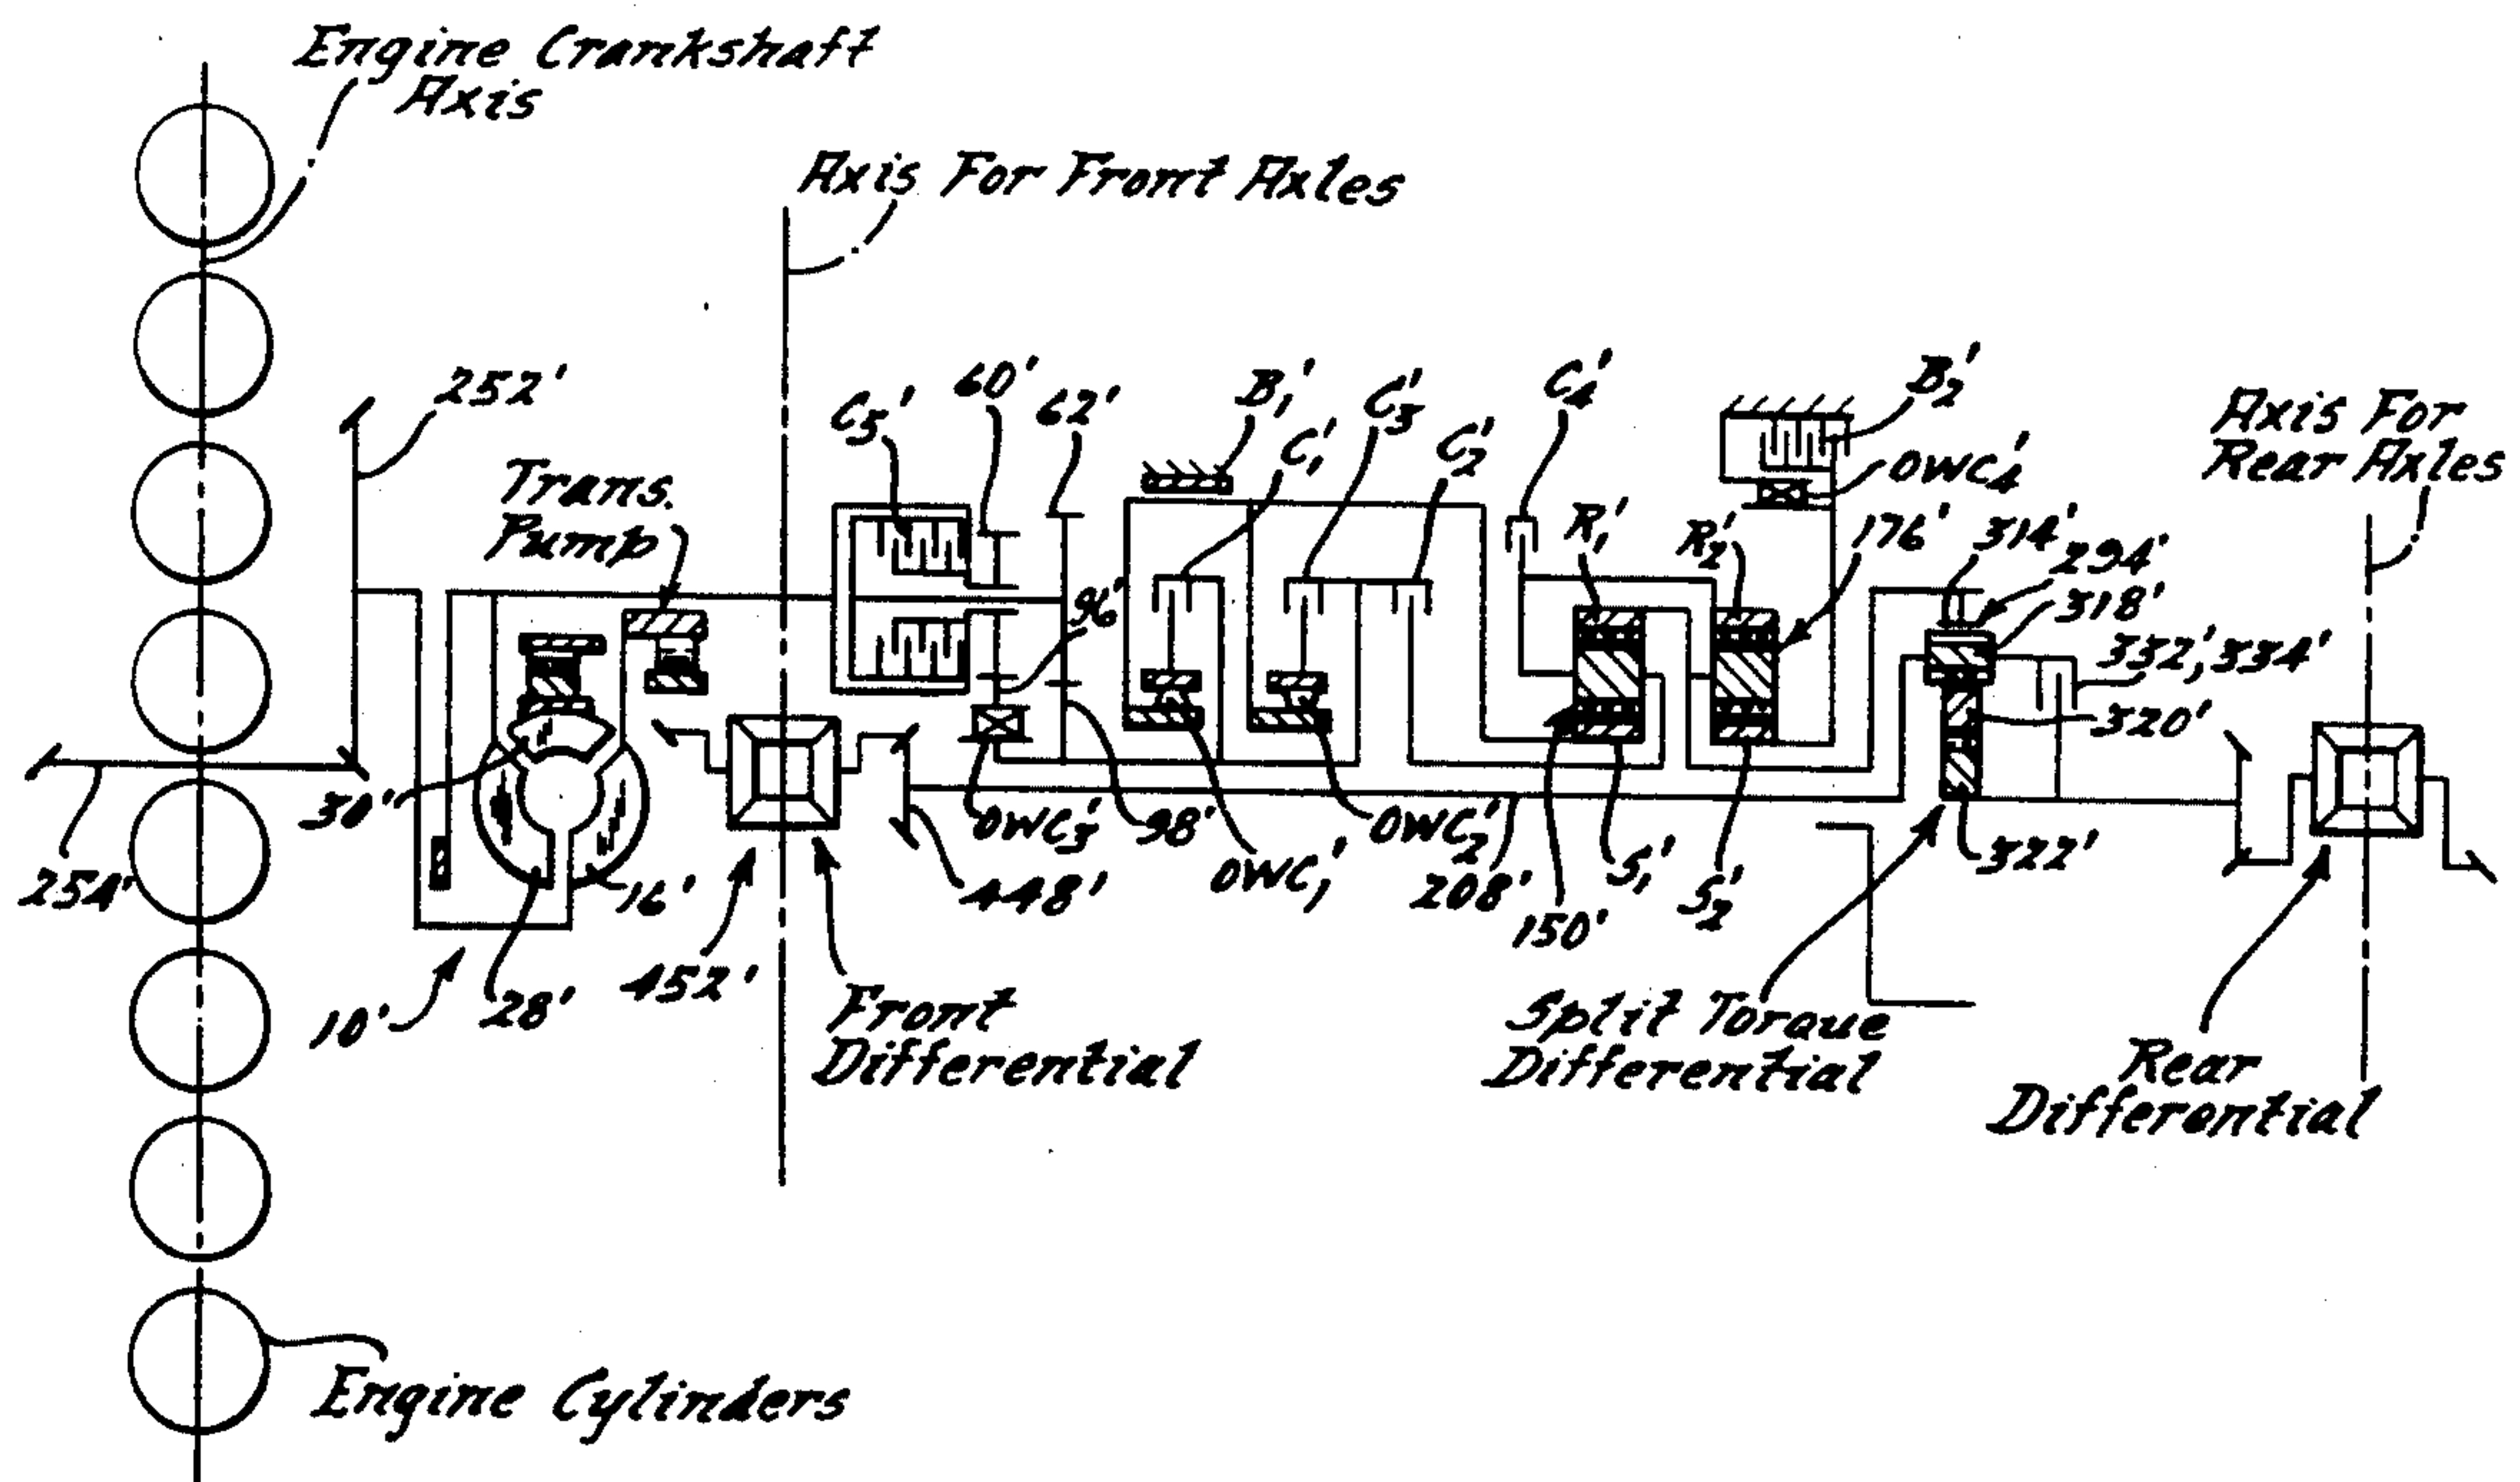 Engine Crankshaft
Axis
Axis For Front Axles
252'
C5'
60'
62'
B1'
C1'
C3'
C2'
C4'
B2'
OWC4'
Axis For
Rear Axles
Trans.
Pump
R1'
R2'
176'
314'
294'
318'
332', 334'
320'
96'
30'
254'
16'
OWC3'
98'
OWC1'
OWC2'
208'
150'
S1'
S2'
322'
448'
10'
28'
452'
Front
Differential
Split Torque
Differential
Rear
Differential
Engine Cylinders